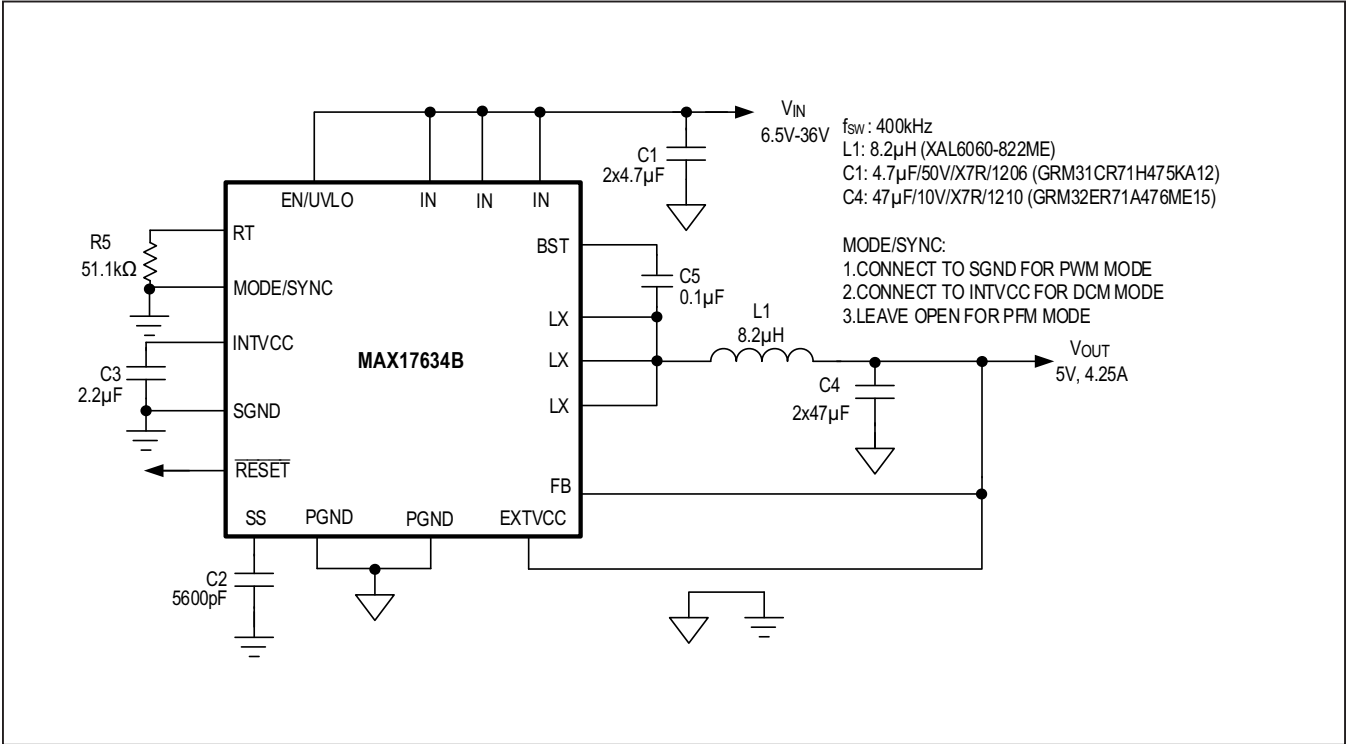 VIN
6.5V-36V
fSW : 400kHz
L1: 8.2µH (XAL6060-822ME)
C1: 4.7µF/50V/X7R/1206 (GRM31CR71H475KA12)
C4: 47µF/10V/X7R/1210 (GRM32ER71A476ME15)
MODE/SYNC:
1.CONNECT TO SGND FOR PWM MODE
2.CONNECT TO INTVCC FOR DCM MODE
3.LEAVE OPEN FOR PFM MODE
C1
2x4.7µF
EN/UVLO
IN
IN
IN
RT
R5
51.1kΩ
MODE/SYNC
INTVCC
C3
2.2µF
SGND
RESET
MAX17634B
BST
C5
0.1µF
LX
LX
LX
L1
8.2µH
VOUT
5V, 4.25A
C4
2x47µF
FB
SS
PGND
PGND
EXTVCC
C2
5600pF